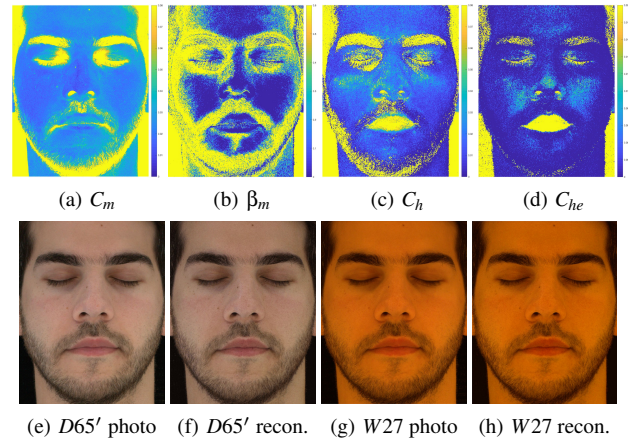 (a) Cm
(b) βm
(c) Ch
(d) Che
(e) D65′ photo
(f) D65′ recon.
(g) W27 photo
(h) W27 recon.